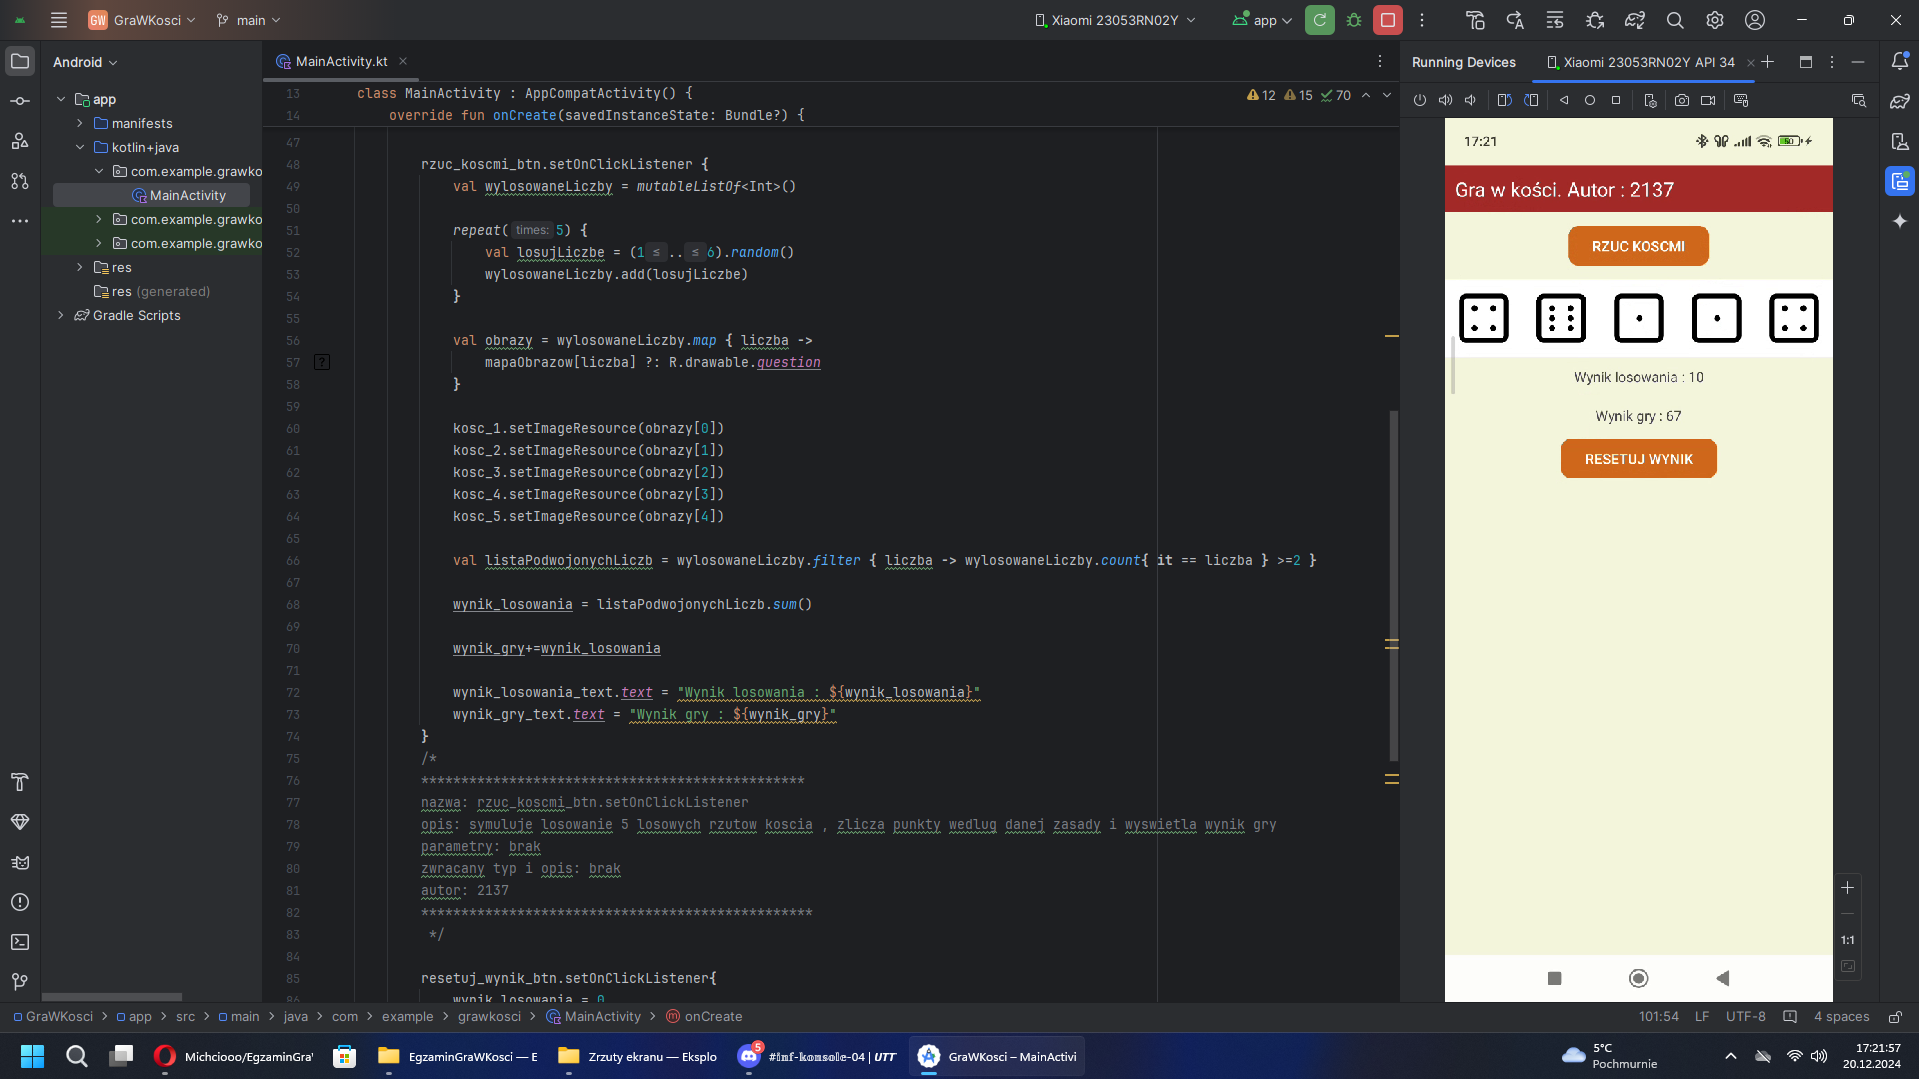 GW GraWKosci main Xiaomi 23053RN02Y app
Android
MainActivity.kt
Running Devices Xiaomi 23053RN02Y API 34
app
manifests
kotlin+java
com.example.grawko
MainActivity
com.example.grawko
com.example.grawko
res
res (generated)
Gradle Scripts
12 15 70
13 class MainActivity : AppCompatActivity() {
14 override fun onCreate(savedInstanceState: Bundle?) {
47
48 rzuc_koscmi_btn.setOnClickListener {
49 val wylosowaneLiczby = mutableListOf<Int>()
50
51 repeat( times: 5) {
52 val losujLiczbe = (1 ≤ .. ≤ 6).random()
53 wylosowaneLiczby.add(losujLiczbe)
54 }
55
56 val obrazy = wylosowaneLiczby.map { liczba ->
57 ? mapaObrazow[liczba] ?: R.drawable.question
58 }
59
60 kosc_1.setImageResource(obrazy[0])
61 kosc_2.setImageResource(obrazy[1])
62 kosc_3.setImageResource(obrazy[2])
63 kosc_4.setImageResource(obrazy[3])
64 kosc_5.setImageResource(obrazy[4])
65
66 val listaPodwojonychLiczb = wylosowaneLiczby.filter { liczba -> wylosowaneLiczby.count{ it == liczba } >=2 }
67
68 wynik_losowania = listaPodwojonychLiczb.sum()
69
70 wynik_gry+=wynik_losowania
71
72 wynik_losowania_text.text = "Wynik losowania : ${wynik_losowania}"
73 wynik_gry_text.text = "Wynik gry : ${wynik_gry}"
74 }
75 /*
76 ************************************************
77 nazwa: rzuc_koscmi_btn.setOnClickListener
78 opis: symuluje losowanie 5 losowych rzutow koscia , zlicza punkty wedlug danej zasady i wyswietla wynik gry
79 parametry: brak
80 zwracany typ i opis: brak
81 autor: 2137
82 *************************************************
83 */
84
85 resetuj_wynik_btn.setOnClickListener{
86 wynik_losowania = 0
17:21 50
Gra w kości. Autor : 2137
RZUC KOSCMI
Wynik losowania : 10
Wynik gry : 67
RESETUJ WYNIK
1:1
GraWKosci > app > src > main > java > com > example > grawkosci > MainActivity > onCreate
101:54 LF UTF-8 4 spaces
Michciooo/EgzaminGraW
EgzaminGraWKosci — E
Zrzuty ekranu — Eksplo
5
#𝕚𝕟𝕗-𝕜𝕠𝕟𝕤𝕠𝕝𝕖-04 | UTT
GraWKosci – MainActivi
5°C
Pochmurnie
17:21:57
20.12.2024